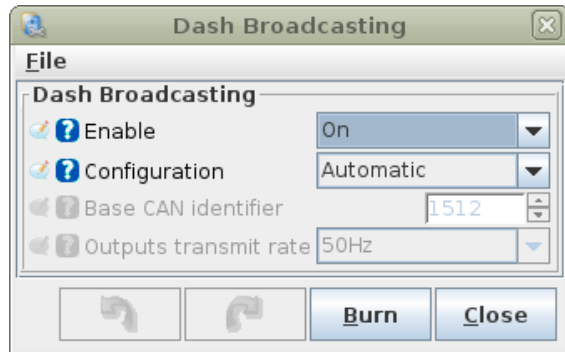 Dash Broadcasting
File
Dash Broadcasting
Enable On
Configuration Automatic
Base CAN identifier 1512
Outputs transmit rate 50Hz
Burn Close